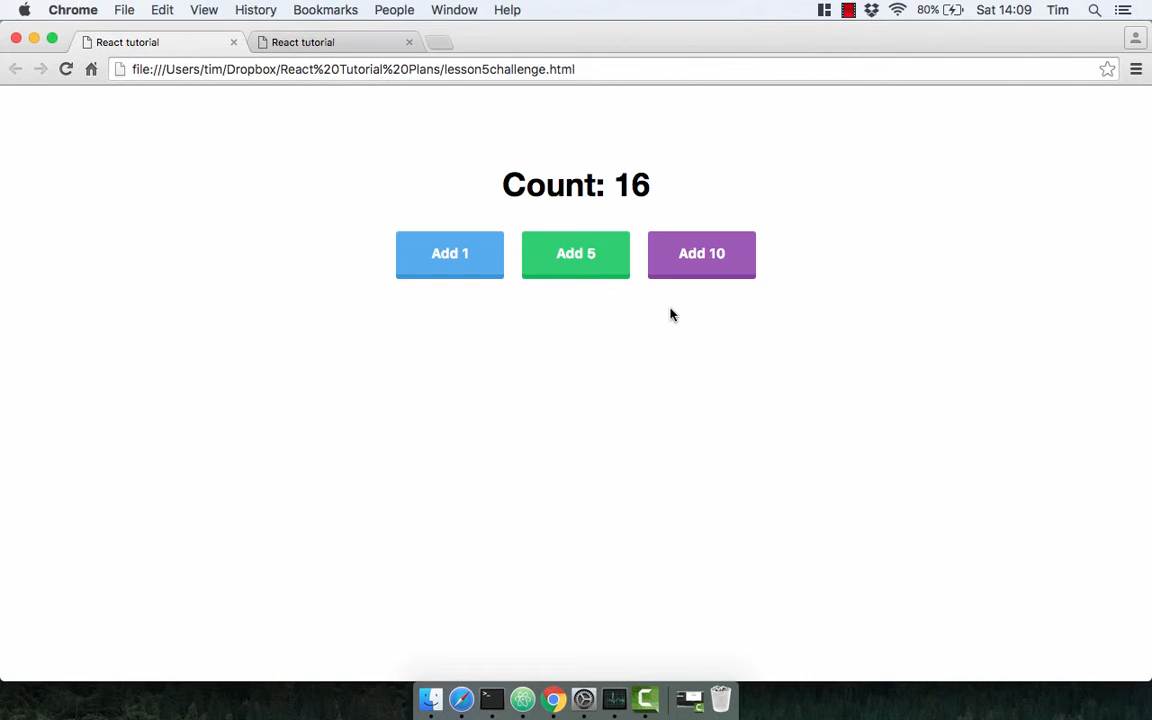 Chrome File Edit View History Bookmarks People Window Help 80% Sat 14:09 Tim
React tutorial React tutorial
file:///Users/tim/Dropbox/React%20Tutorial%20Plans/lesson5challenge.html
Count: 16
Add 1 Add 5 Add 10